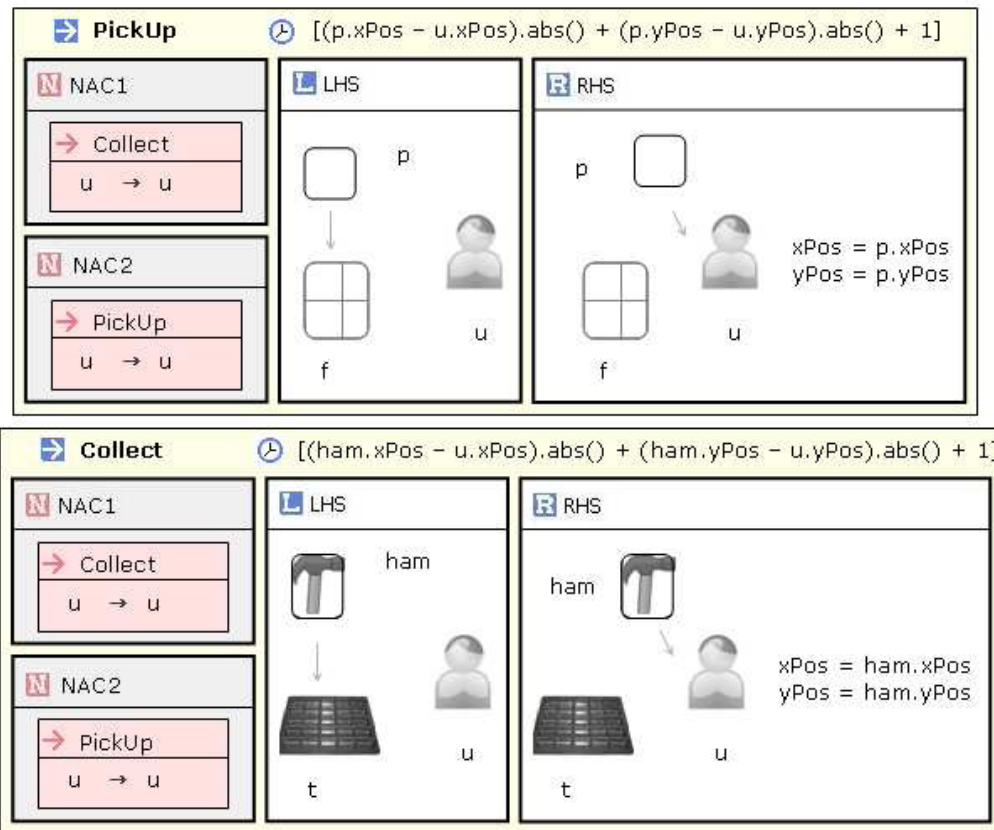 PickUp [(p.xPos - u.xPos).abs() + (p.yPos - u.yPos).abs() + 1]
N NAC1
Collect
u → u
N NAC2
PickUp
u → u
L LHS
p
u
f
R RHS
p
xPos = p.xPos
yPos = p.yPos
u
f
Collect [(ham.xPos - u.xPos).abs() + (ham.yPos - u.yPos).abs() + 1]
N NAC1
Collect
u → u
N NAC2
PickUp
u → u
L LHS
ham
u
t
R RHS
ham
xPos = ham.xPos
yPos = ham.yPos
u
t